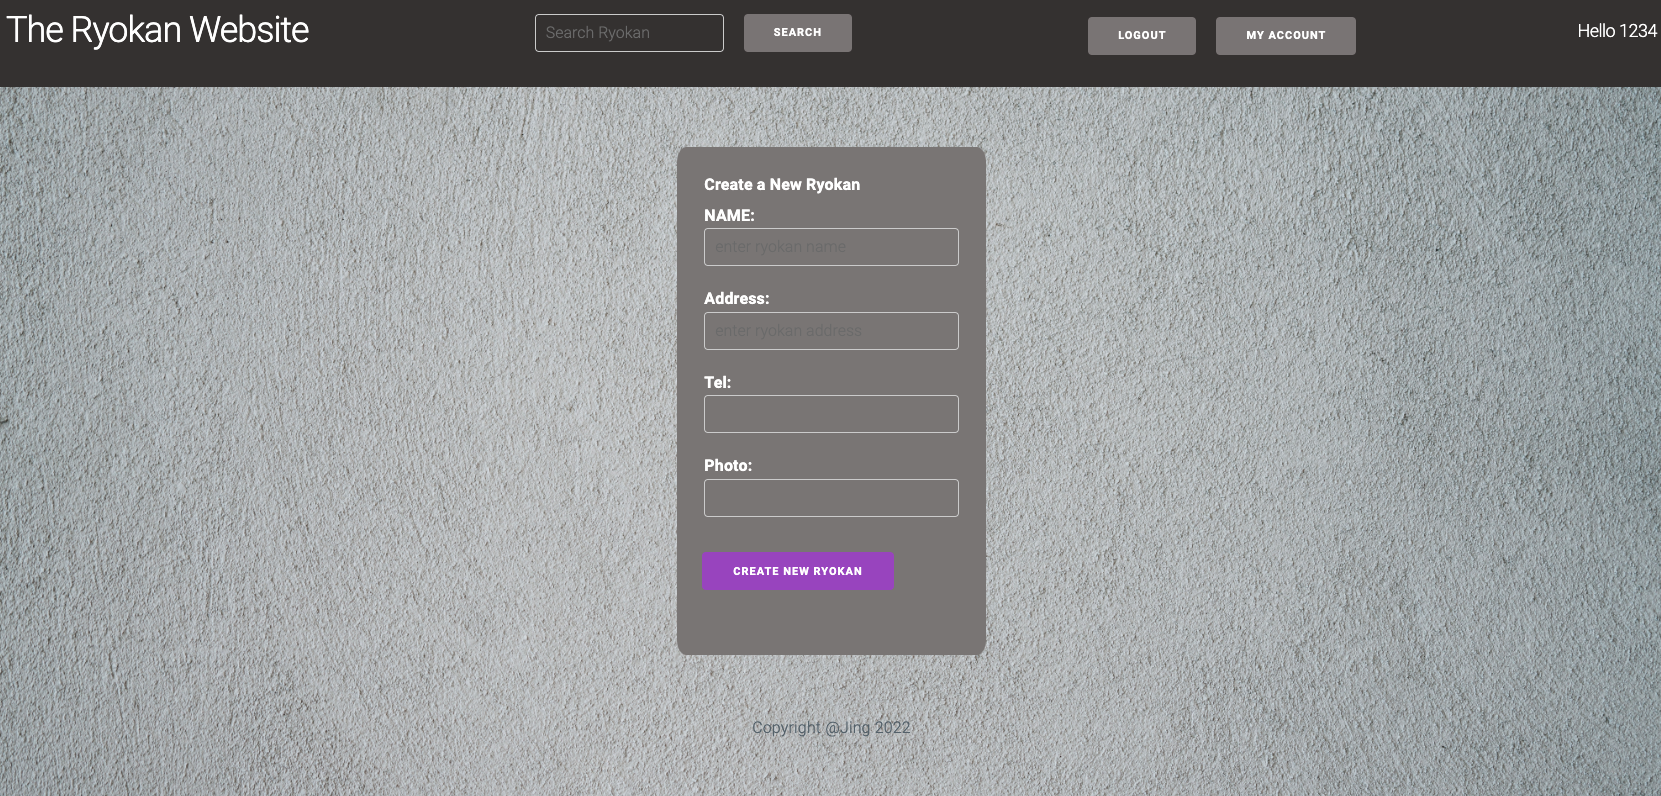 The Ryokan Website
Search Ryokan
SEARCH
LOGOUT
MY ACCOUNT
Hello 1234
Create a New Ryokan
NAME:
enter ryokan name
Address:
enter ryokan address
Tel:
Photo:
CREATE NEW RYOKAN
Copyright @Jing 2022